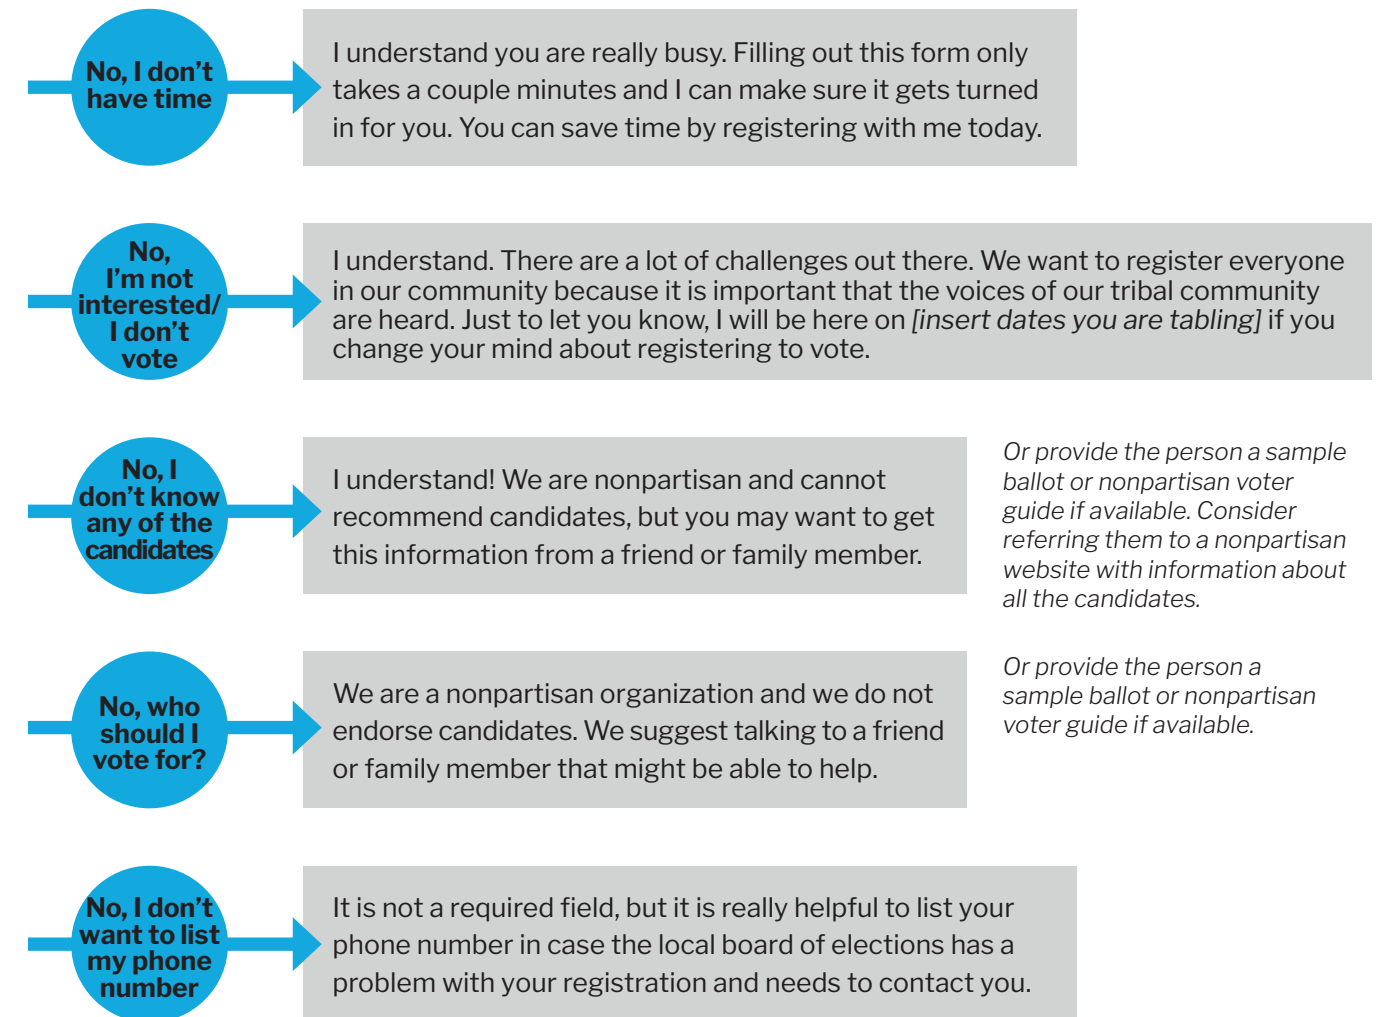 No, I don't
have time
I understand you are really busy. Filling out this form only
takes a couple minutes and I can make sure it gets turned
in for you. You can save time by registering with me today.
No,
I'm not
interested/
I don't
vote
I understand. There are a lot of challenges out there. We want to register everyone
in our community because it is important that the voices of our tribal community
are heard. Just to let you know, I will be here on [insert dates you are tabling] if you
change your mind about registering to vote.
No, I
don't know
any of the
candidates
I understand! We are nonpartisan and cannot
recommend candidates, but you may want to get
this information from a friend or family member.
Or provide the person a sample
ballot or nonpartisan voter
guide if available. Consider
referring them to a nonpartisan
website with information about
all the candidates.
No, who
should I
vote for?
We are a nonpartisan organization and we do not
endorse candidates. We suggest talking to a friend
or family member that might be able to help.
Or provide the person a
sample ballot or nonpartisan
voter guide if available.
No, I don't
want to list
my phone
number
It is not a required field, but it is really helpful to list your
phone number in case the local board of elections has a
problem with your registration and needs to contact you.